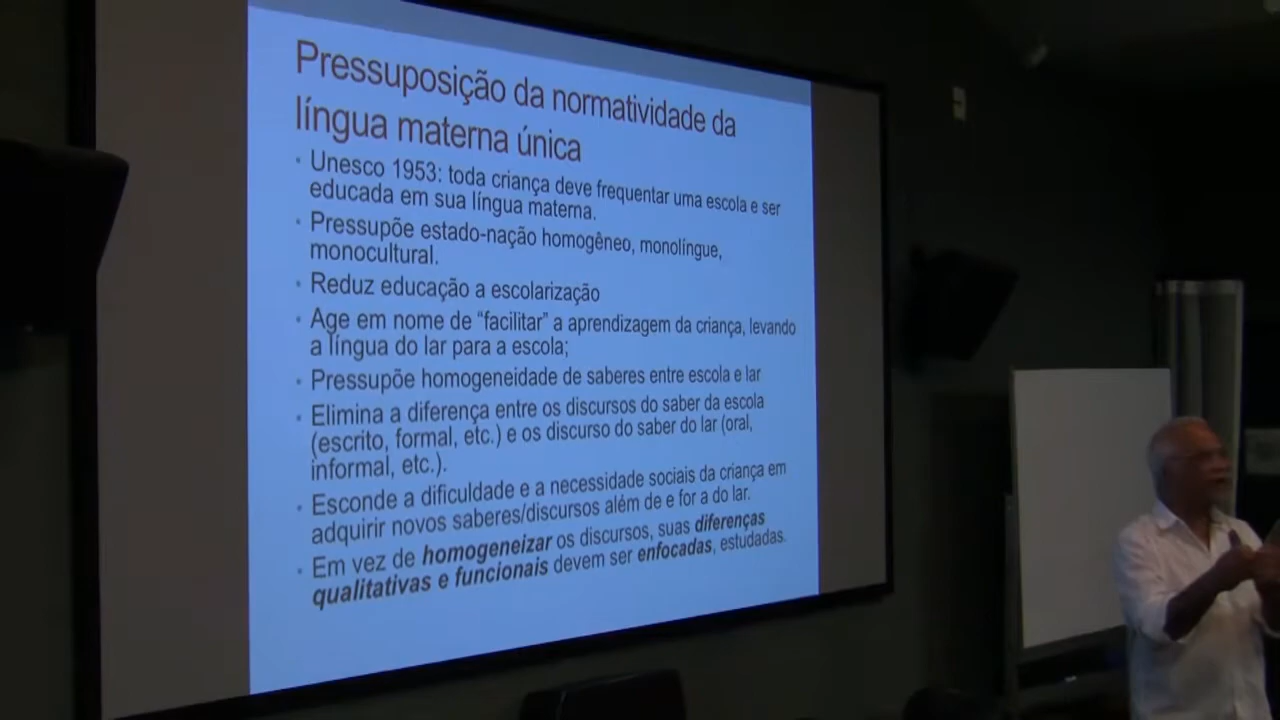 Pressuposição da normatividade da
língua materna única
• Unesco 1953: toda criança deve frequentar uma escola e ser
educada em sua língua materna.
• Pressupõe estado-nação homogêneo, monolíngue,
monocultural.
• Reduz educação a escolarização
• Age em nome de “facilitar” a aprendizagem da criança, levando
a língua do lar para a escola;
• Pressupõe homogeneidade de saberes entre escola e lar
• Elimina a diferença entre os discursos do saber da escola
(escrito, formal, etc.) e os discurso do saber do lar (oral,
informal, etc.).
• Esconde a dificuldade e a necessidade sociais da criança em
adquirir novos saberes/discursos além de e for a do lar.
• Em vez de homogeneizar os discursos, suas diferenças
qualitativas e funcionais devem ser enfocadas, estudadas.